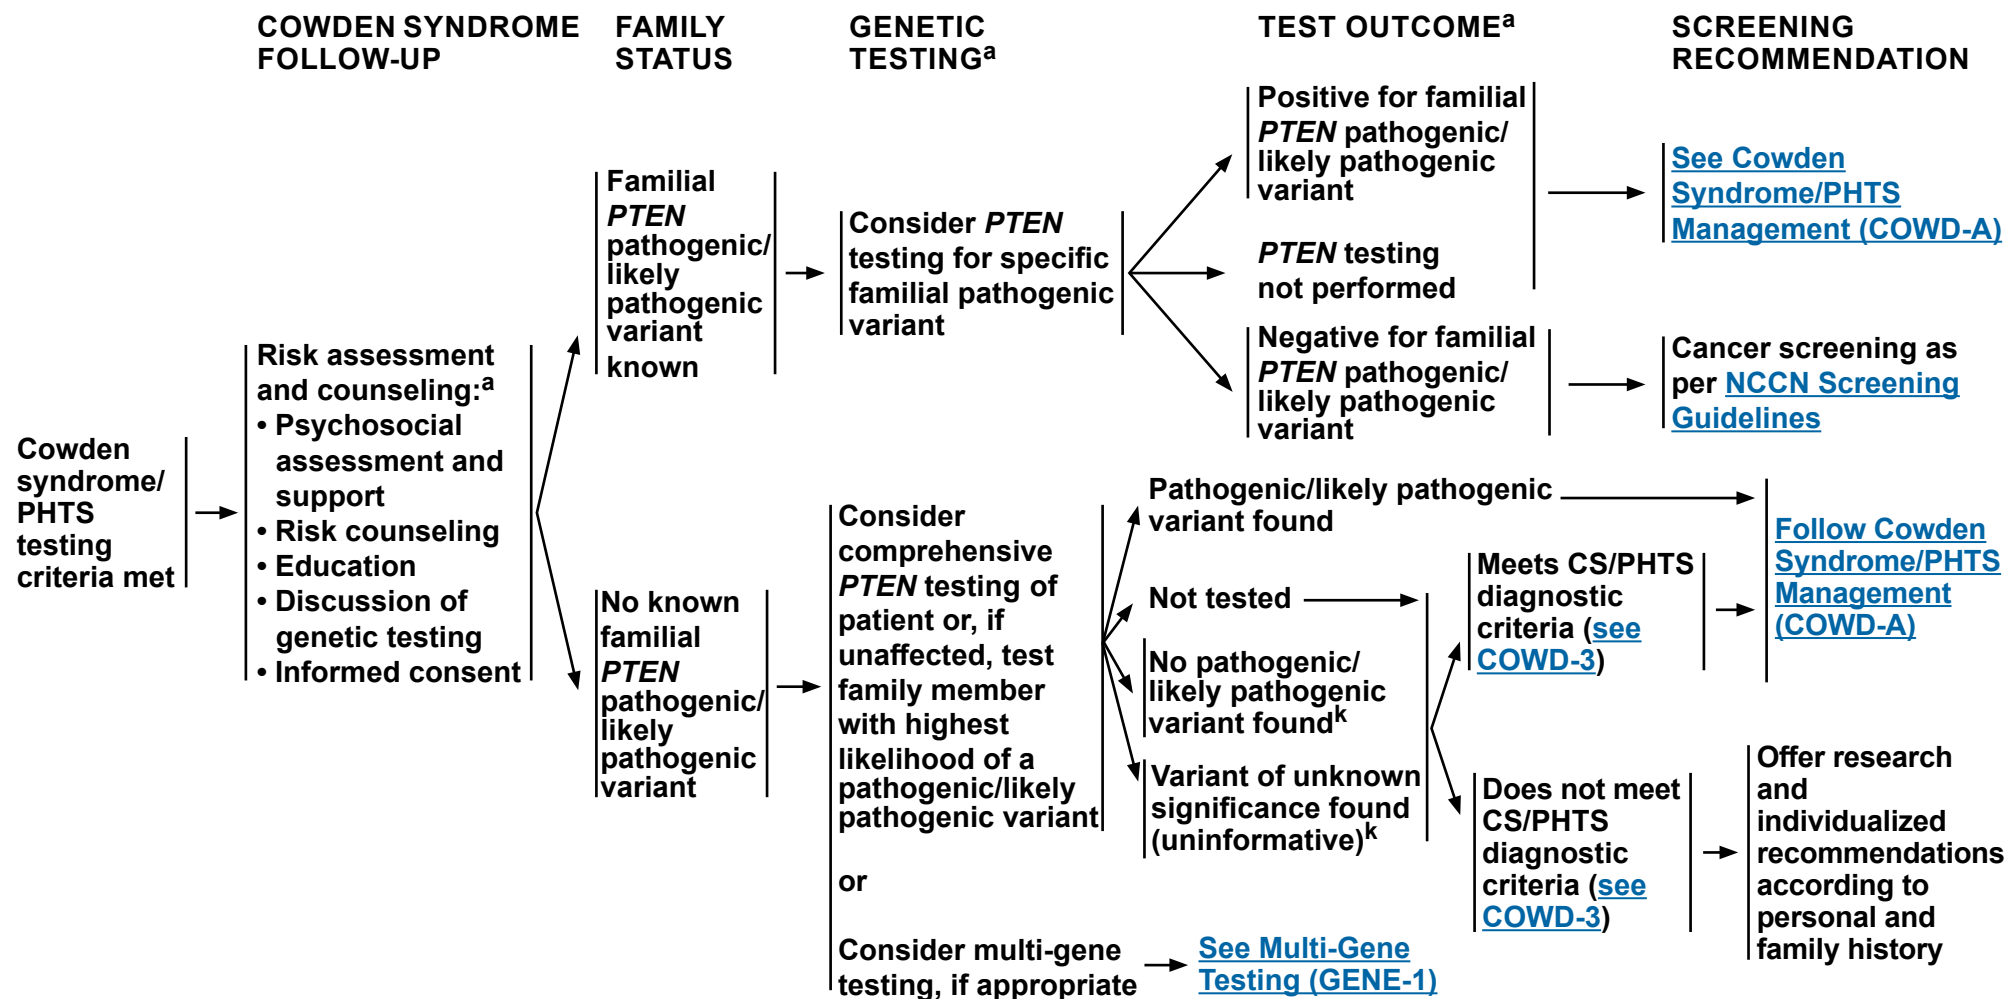 COWDEN SYNDROME
FOLLOW-UP
FAMILY
STATUS
GENETIC
TESTINGa
TEST OUTCOMEa
SCREENING
RECOMMENDATION
Cowden
syndrome/
PHTS
testing
criteria met
Risk assessment
and counseling:a
• Psychosocial
assessment and
support
• Risk counseling
• Education
• Discussion of
genetic testing
• Informed consent
Familial
PTEN
pathogenic/
likely
pathogenic
variant
known
Consider PTEN
testing for specific
familial pathogenic
variant
Positive for familial
PTEN pathogenic/
likely pathogenic
variant
PTEN testing
not performed
See Cowden
Syndrome/PHTS
Management (COWD-A)
Negative for familial
PTEN pathogenic/
likely pathogenic
variant
Cancer screening as
per NCCN Screening
Guidelines
No known
familial
PTEN
pathogenic/
likely
pathogenic
variant
Consider
comprehensive
PTEN testing of
patient or, if
unaffected, test
family member
with highest
likelihood of a
pathogenic/likely
pathogenic variant
or
Consider multi-gene
testing, if appropriate
See Multi-Gene
Testing (GENE-1)
Pathogenic/likely pathogenic
variant found
Not tested
No pathogenic/
likely pathogenic
variant foundk
Variant of unknown
significance found
(uninformative)k
Meets CS/PHTS
diagnostic
criteria (see
COWD-3)
Follow Cowden
Syndrome/PHTS
Management
(COWD-A)
Does not meet
CS/PHTS
diagnostic
criteria (see
COWD-3)
Offer research
and
individualized
recommendations
according to
personal and
family history